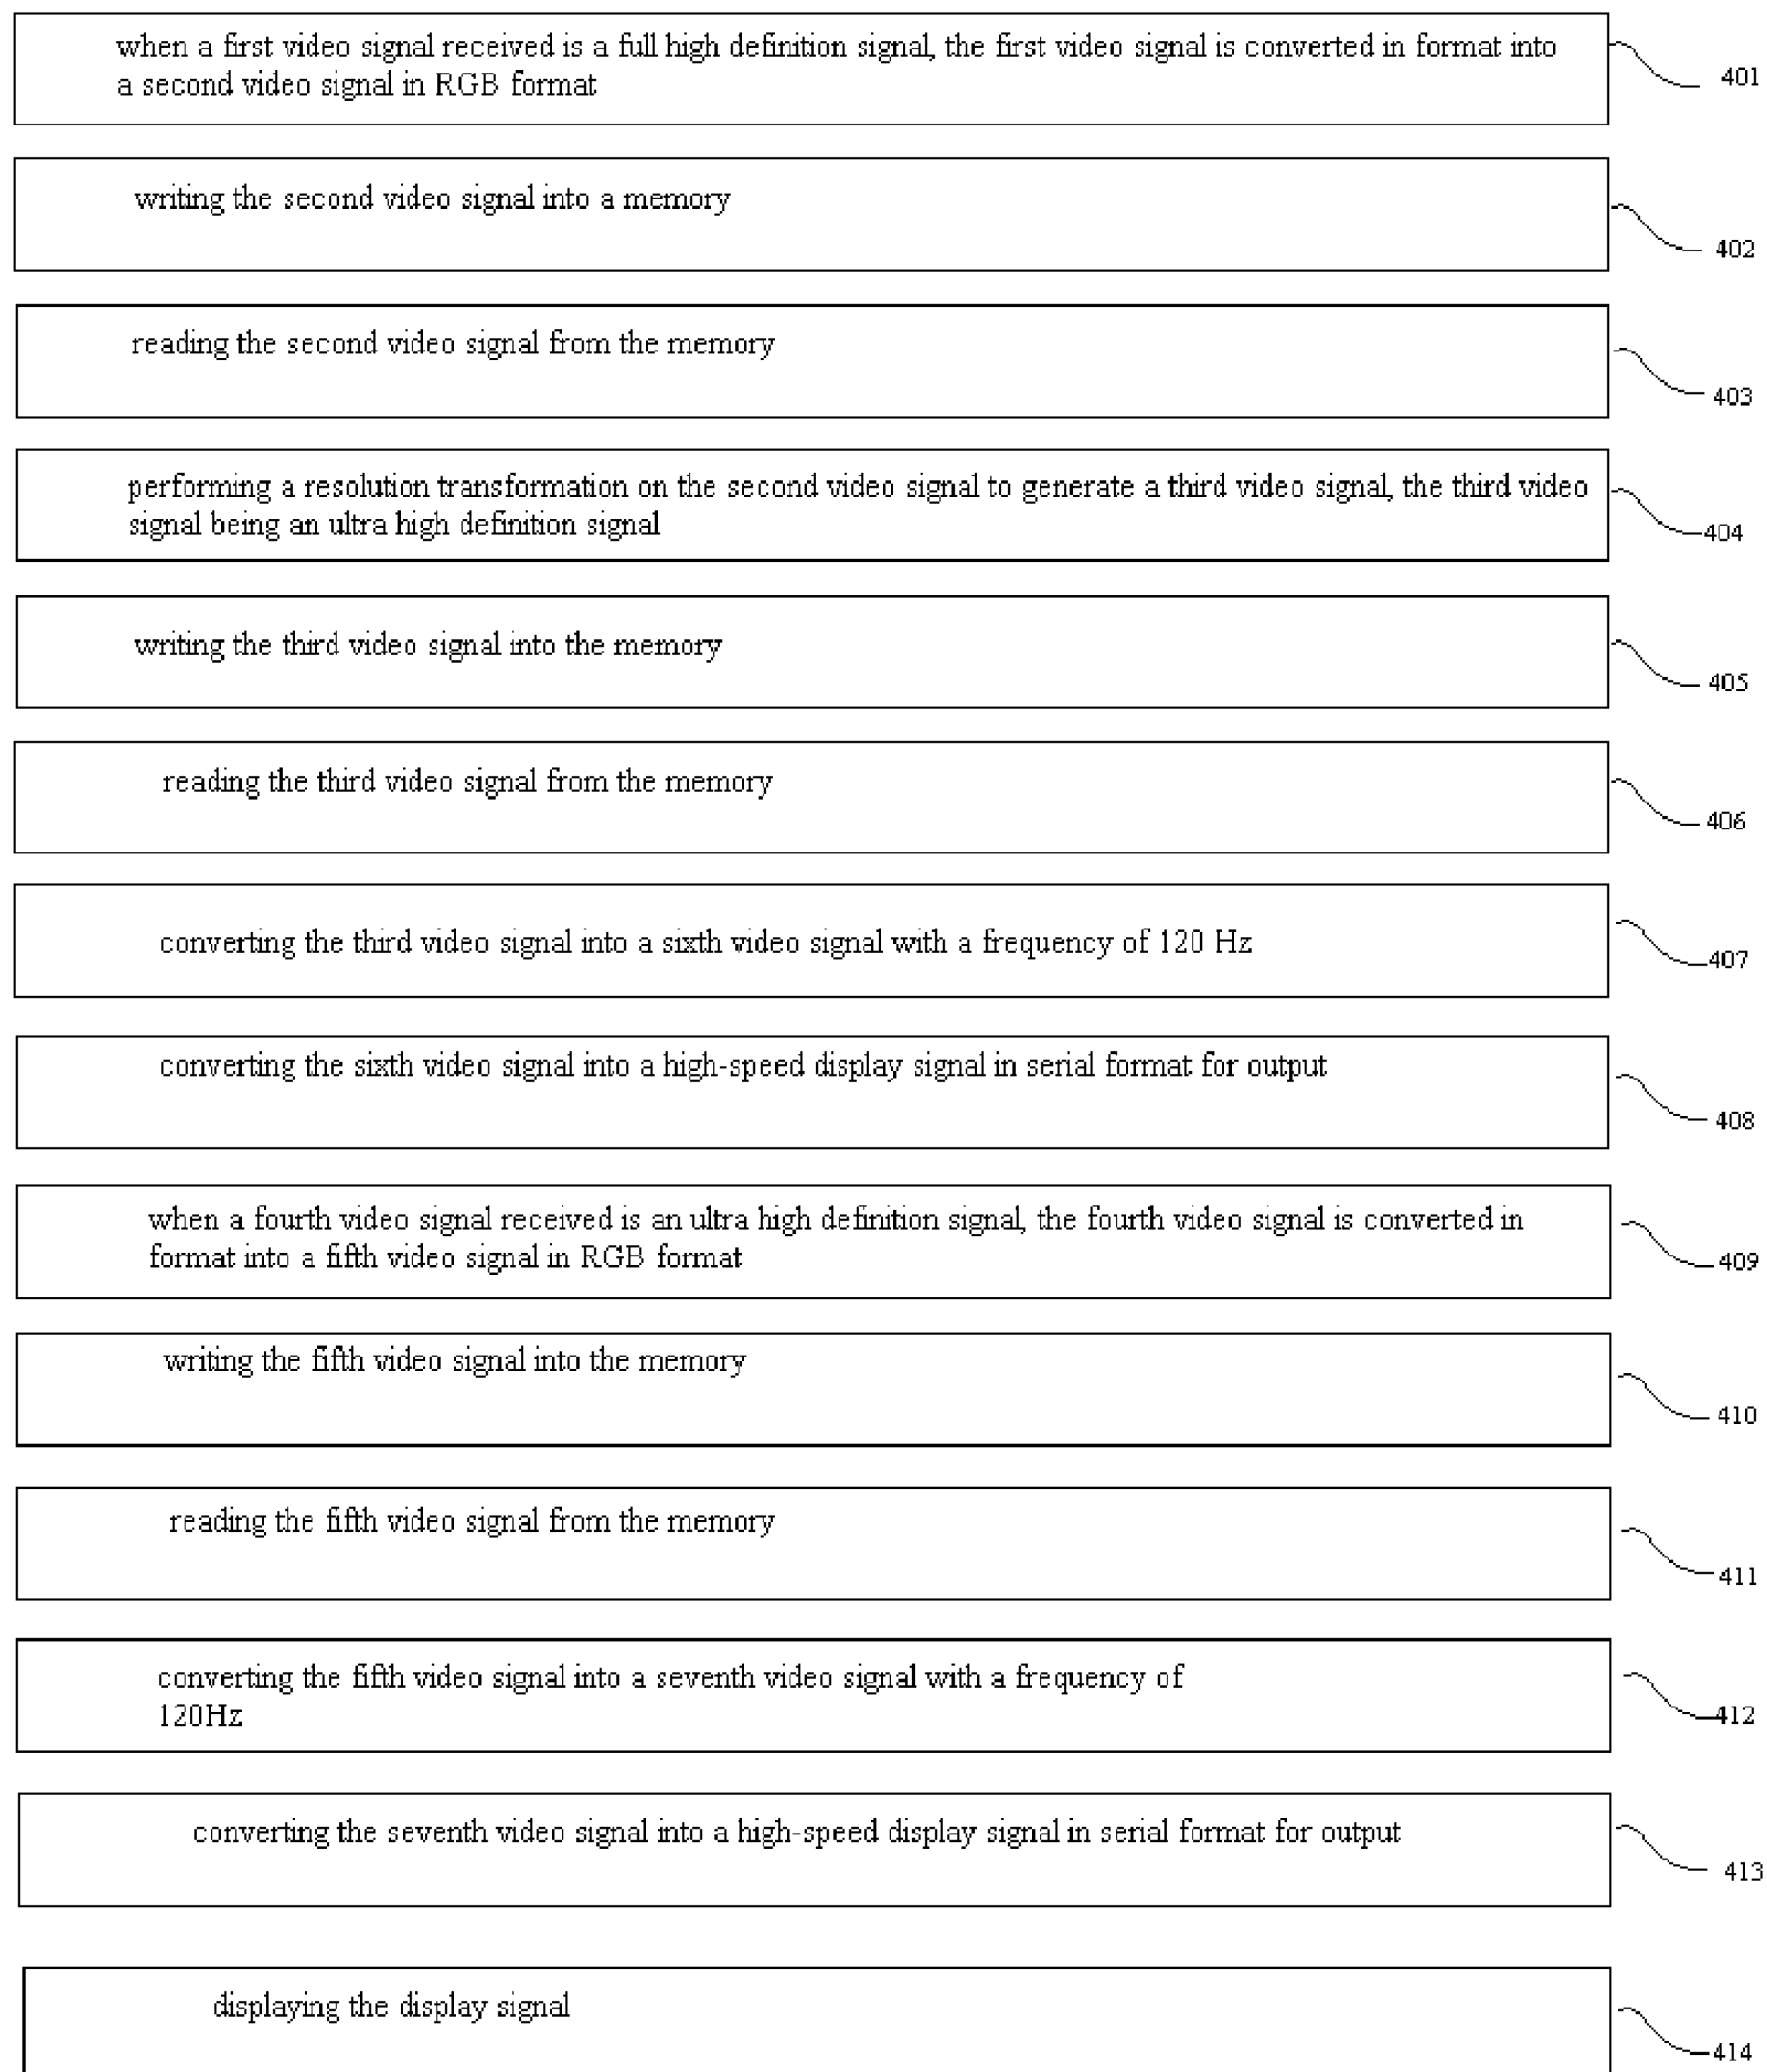 when a first video signal received is a full high definition signal, the first video signal is converted in format into
a second video signal in RGB format
401
writing the second video signal into a memory
402
reading the second video signal from the memory
403
performing a resolution transformation on the second video signal to generate a third video signal, the third video
signal being an ultra high definition signal
404
writing the third video signal into the memory
405
reading the third video signal from the memory
406
converting the third video signal into a sixth video signal with a frequency of 120 Hz
407
converting the sixth video signal into a high-speed display signal in serial format for output
408
when a fourth video signal received is an ultra high definition signal, the fourth video signal is converted in
format into a fifth video signal in RGB format
409
writing the fifth video signal into the memory
410
reading the fifth video signal from the memory
411
converting the fifth video signal into a seventh video signal with a frequency of
120Hz
412
converting the seventh video signal into a high-speed display signal in serial format for output
413
displaying the display signal
414